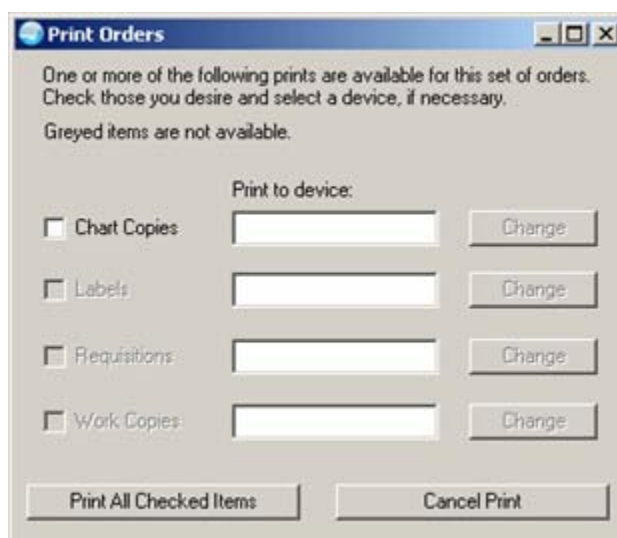 Print Orders
One or more of the following prints are available for this set of orders.
Check those you desire and select a device, if necessary.
Greyed items are not available.
Print to device:
Chart Copies Change
Labels Change
Requisitions Change
Work Copies Change
Print All Checked Items Cancel Print